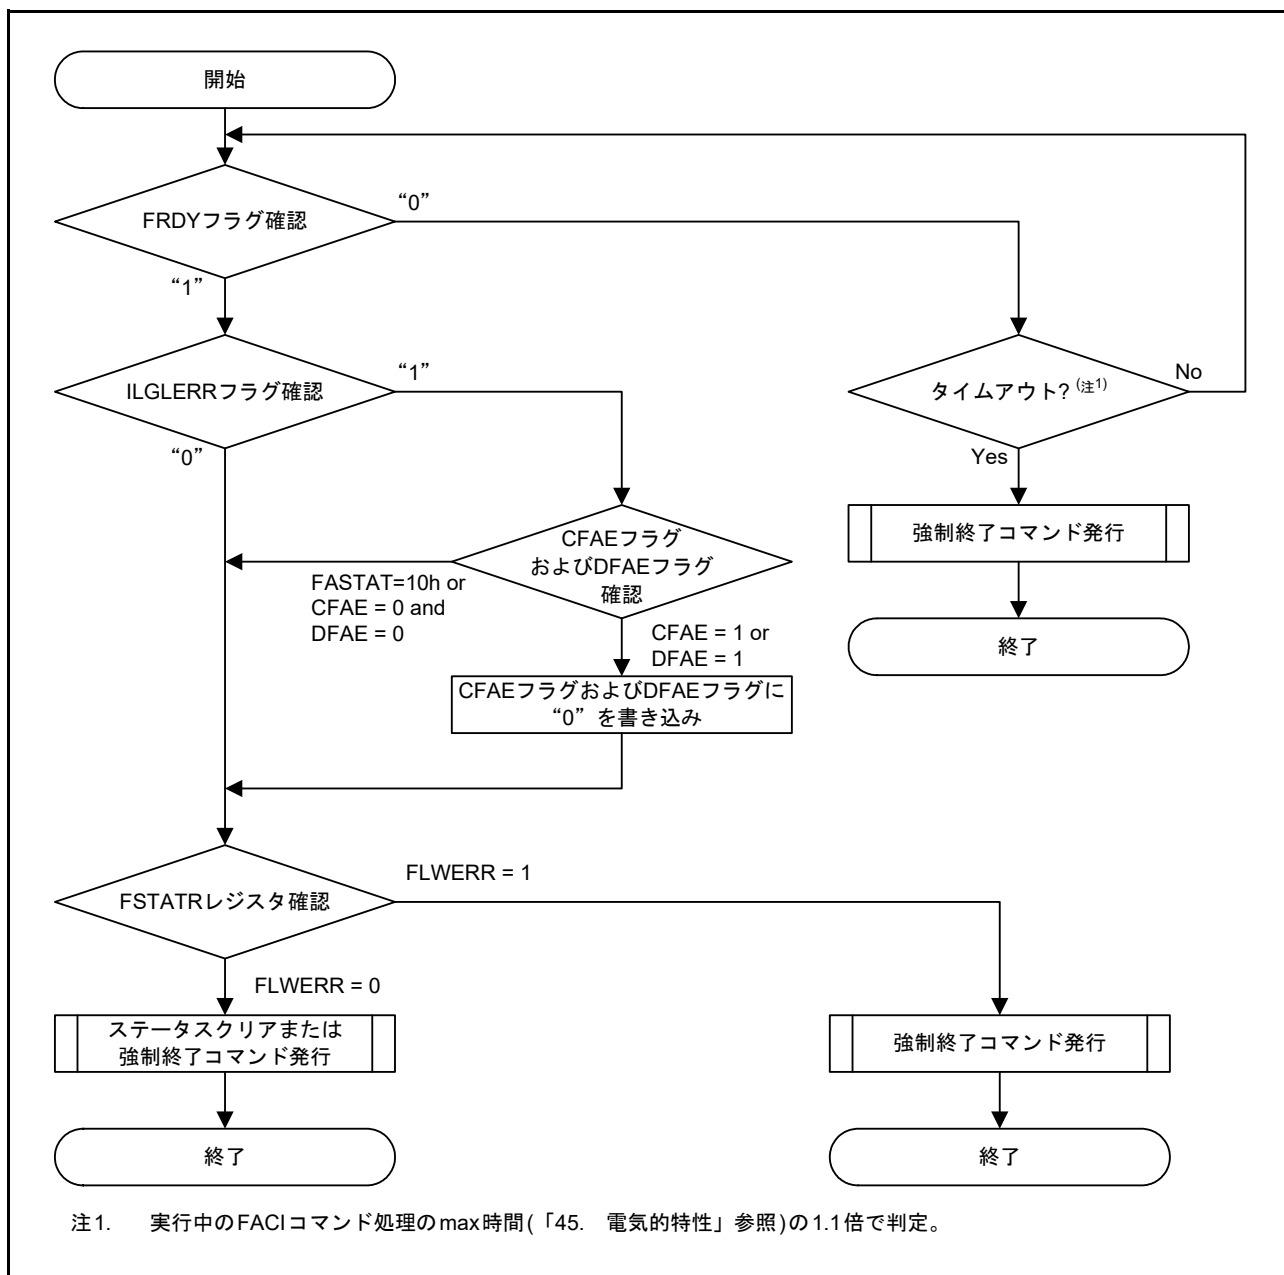 開始
FRDYフラグ確認
“0”
“1”
ILGLERRフラグ確認
“1”
“0”
タイムアウト? (注1)
No
Yes
強制終了コマンド発行
終了
CFAEフラグ
およびDFAEフラグ
確認
FASTAT=10h or
CFAE = 0 and
DFAE = 0
CFAE = 1 or
DFAE = 1
CFAEフラグおよびDFAEフラグに
“0”を書き込み
FSTATRレジスタ確認
FLWERR = 1
FLWERR = 0
ステータスクリアまたは
強制終了コマンド発行
終了
強制終了コマンド発行
終了
注1. 実行中のFACIコマンド処理のmax時間(「45. 電気的特性」参照)の1.1倍で判定。